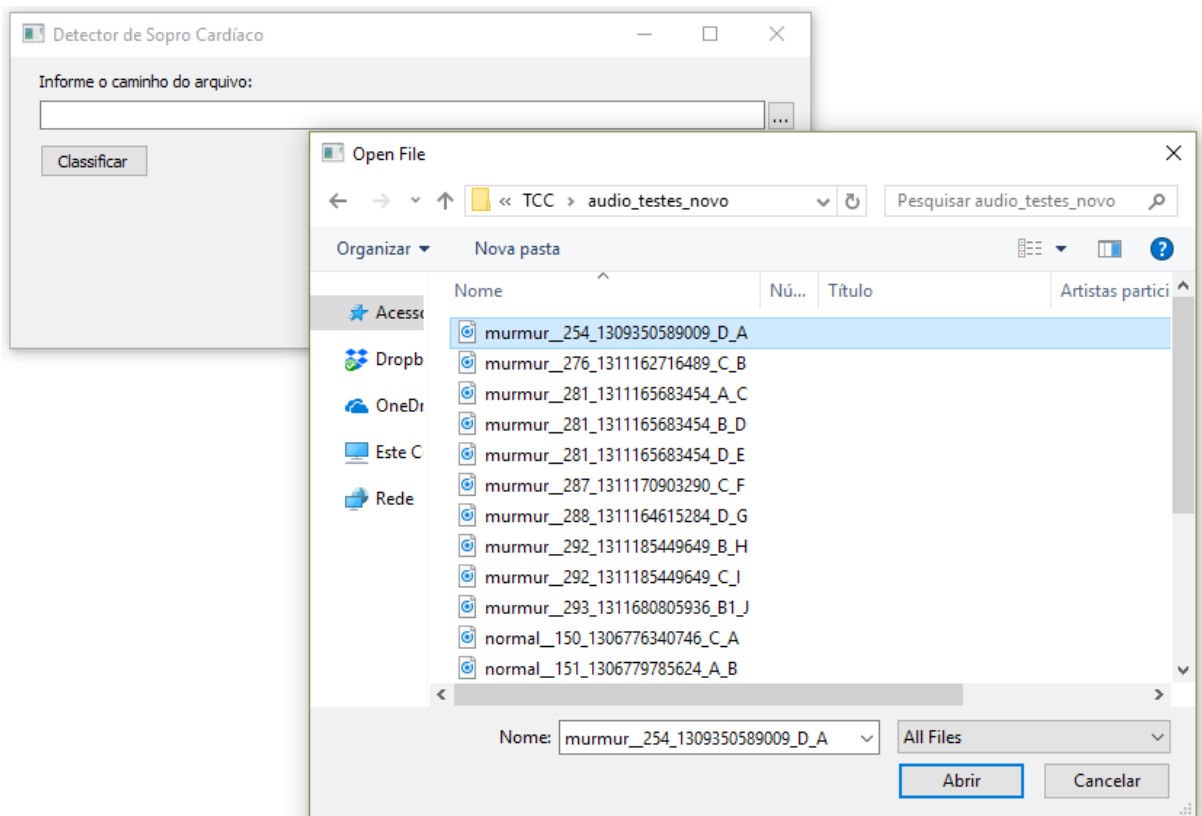 Detector de Sopro Cardíaco
Informe o caminho do arquivo:
...
Classificar
Open File
« TCC > audio_testes_novo
Pesquisar audio_testes_novo
Organizar
Nova pasta
?
Nome Nú... Título Artistas partici
Acesso
Dropb
OneDr
Este C
Rede
murmur__254_1309350589009_D_A
murmur__276_1311162716489_C_B
murmur__281_1311165683454_A_C
murmur__281_1311165683454_B_D
murmur__281_1311165683454_D_E
murmur__287_1311170903290_C_F
murmur__288_1311164615284_D_G
murmur__292_1311185449649_B_H
murmur__292_1311185449649_C_I
murmur__293_1311680805936_B1_J
normal__150_1306776340746_C_A
normal__151_1306779785624_A_B
Nome: murmur__254_1309350589009_D_A
All Files
Abrir
Cancelar